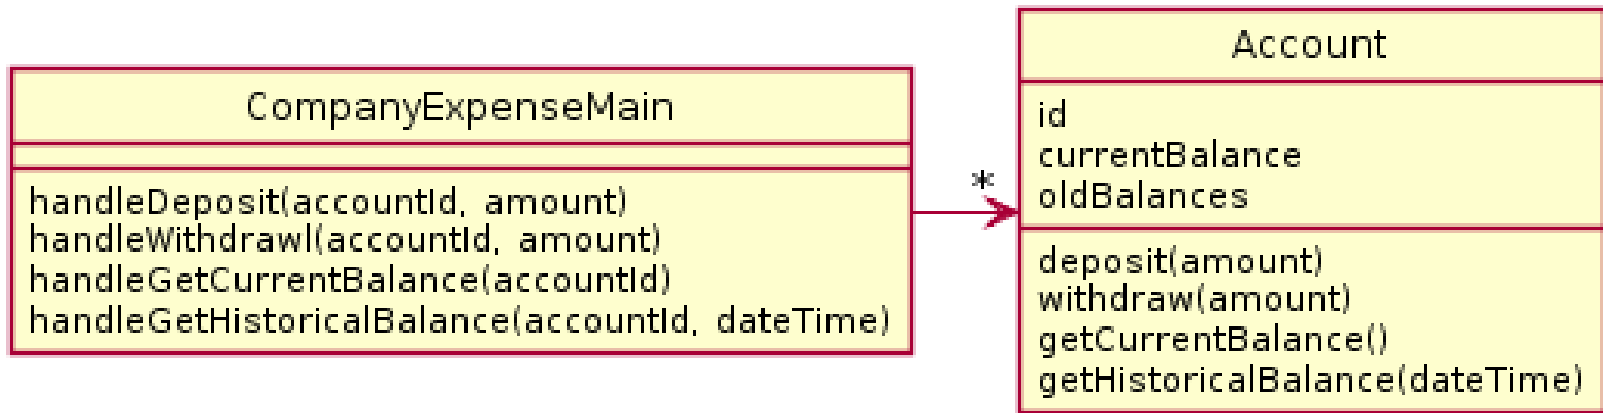 CompanyExpenseMain
handleDeposit(accountId, amount)
handleWithdrawl(accountId, amount)
handleGetCurrentBalance(accountId)
handleGetHistoricalBalance(accountId, dateTime)
*
Account
id
currentBalance
oldBalances
deposit(amount)
withdraw(amount)
getCurrentBalance()
getHistoricalBalance(dateTime)